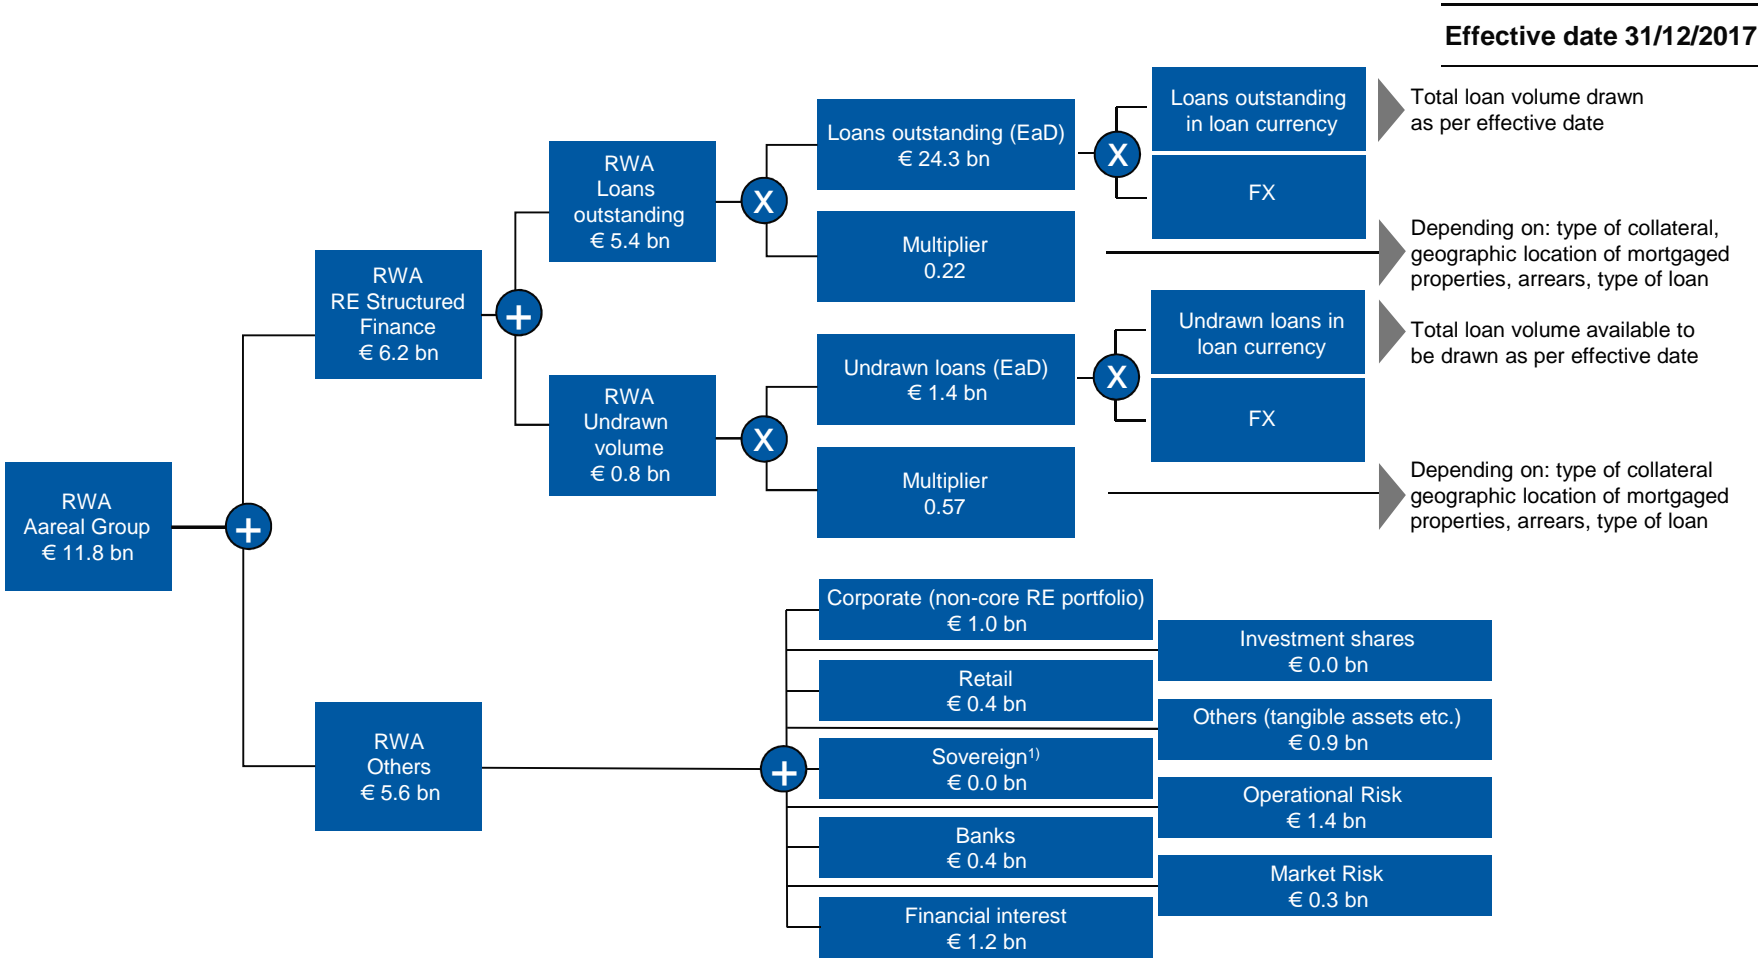 Effective date 31/12/2017
RWA
Aareal Group
€ 11.8 bn
+
RWA
RE Structured
Finance
€ 6.2 bn
+
RWA
Loans
outstanding
€ 5.4 bn
X
Loans outstanding (EaD)
€ 24.3 bn
X
Loans outstanding
in loan currency
FX
Total loan volume drawn
as per effective date
Multiplier
0.22
Depending on: type of collateral,
geographic location of mortgaged
properties, arrears, type of loan
RWA
Undrawn
volume
€ 0.8 bn
X
Undrawn loans (EaD)
€ 1.4 bn
X
Undrawn loans in
loan currency
FX
Total loan volume available to
be drawn as per effective date
Multiplier
0.57
Depending on: type of collateral
geographic location of mortgaged
properties, arrears, type of loan
RWA
Others
€ 5.6 bn
+
Corporate (non-core RE portfolio)
€ 1.0 bn
Investment shares
€ 0.0 bn
Retail
€ 0.4 bn
Others (tangible assets etc.)
€ 0.9 bn
Sovereign1)
€ 0.0 bn
Operational Risk
€ 1.4 bn
Banks
€ 0.4 bn
Market Risk
€ 0.3 bn
Financial interest
€ 1.2 bn